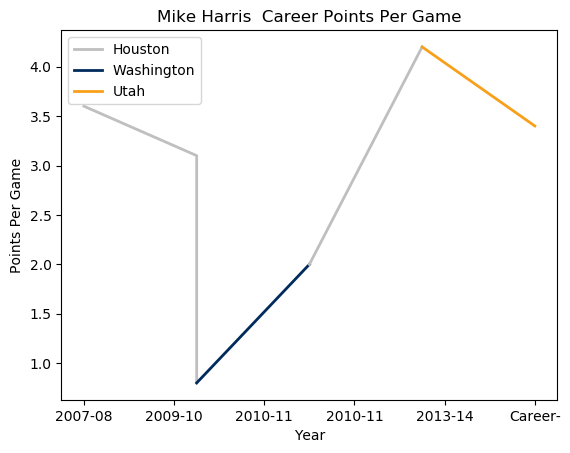 Mike Harris  Career Points Per Game
Houston
Washington
Utah
4.0
3.5
3.0
2.5
2.0
1.5
1.0
Points Per Game
2007-08 2009-10 2010-11 2010-11 2013-14 Career-
Year